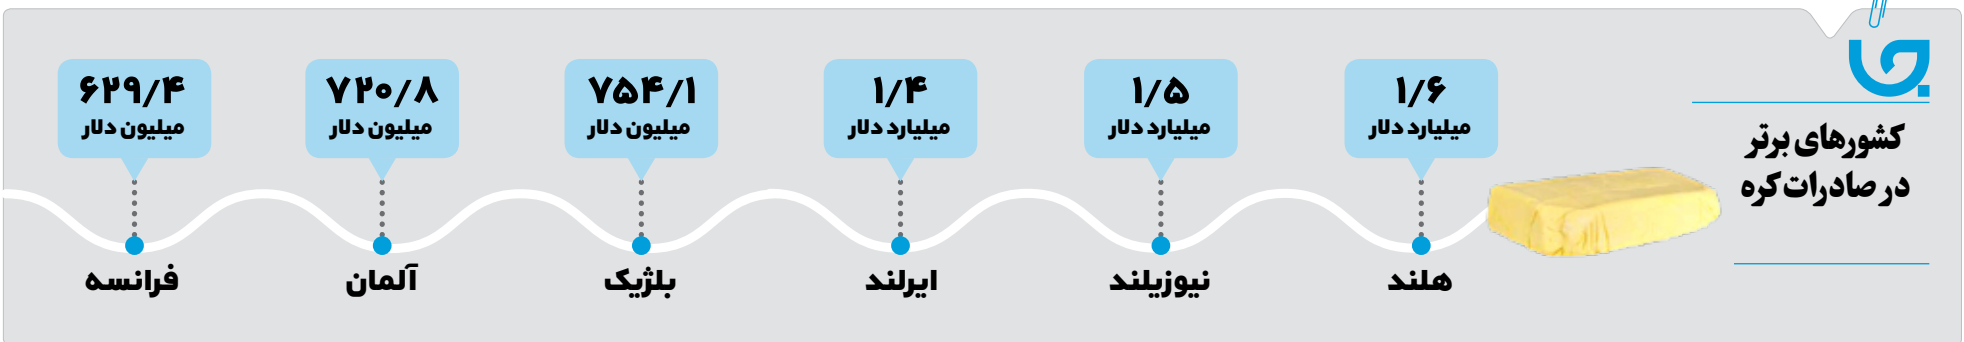 کشورهای برتر
در صادرات کره
۱/۶
میلیارد دلار
هلند
۱/۵
میلیارد دلار
نیوزیلند
۱/۴
میلیارد دلار
ایرلند
۷۵۴/۱
میلیون دلار
بلژیک
۷۲۰/۸
میلیون دلار
آلمان
۶۲۹/۴
میلیون دلار
فرانسه